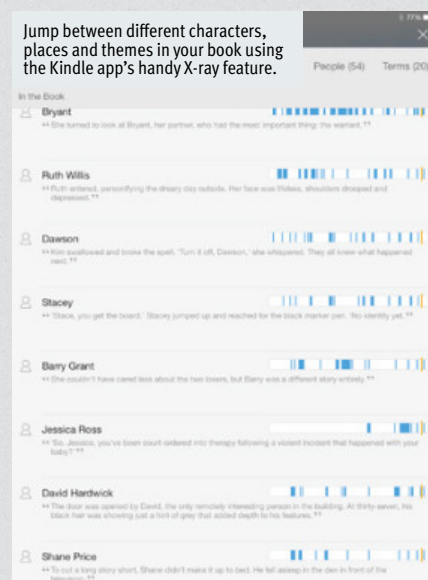 Jump between different characters,
places and themes in your book using
the Kindle app's handy X-ray feature.
77%
People (54) Terms (20)
In the Book
Bryant
“She turned to look at Bryant, her partner, who had the most important thing: the warrant.”
Ruth Willis
“Ruth entered, personifying the dreary day outside. Her face was lifeless, shoulders drooped and
depressed.”
Dawson
“Kim swallowed and broke the spell. 'Turn it off, Dawson,' she whispered. They all knew what happened
next.”
Stacey
“'Stace, you get the board.' Stacey jumped up and reached for the black marker pen. 'No identity yet.”
Barry Grant
“She couldn't have cared less about the two losers, but Barry was a different story entirely.”
Jessica Ross
“'So, Jessica, you've been court-ordered into therapy following a violent incident that happened with your
baby?'”
David Hardwick
“The door was opened by David, the only remotely interesting person in the building. At thirty-seven, his
black hair was showing just a hint of grey that added depth to his features.”
Shane Price
“To cut a long story short, Shane didn't make it up to bed. He fell asleep in the den in front of the
television.”